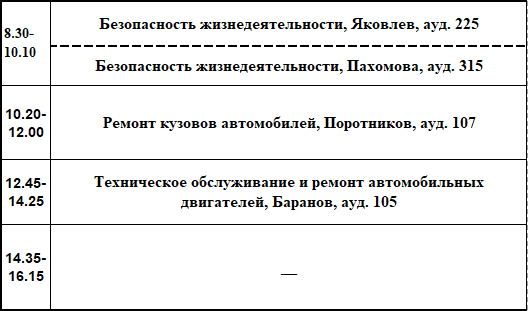 8.30-
10.10
Безопасность жизнедеятельности, Яковлев, ауд. 225
Безопасность жизнедеятельности, Пахомова, ауд. 315
10.20-
12.00
Ремонт кузовов автомобилей, Поротников, ауд. 107
12.45-
14.25
Техническое обслуживание и ремонт автомобильных
двигателей, Баранов, ауд. 105
14.35-
16.15
—